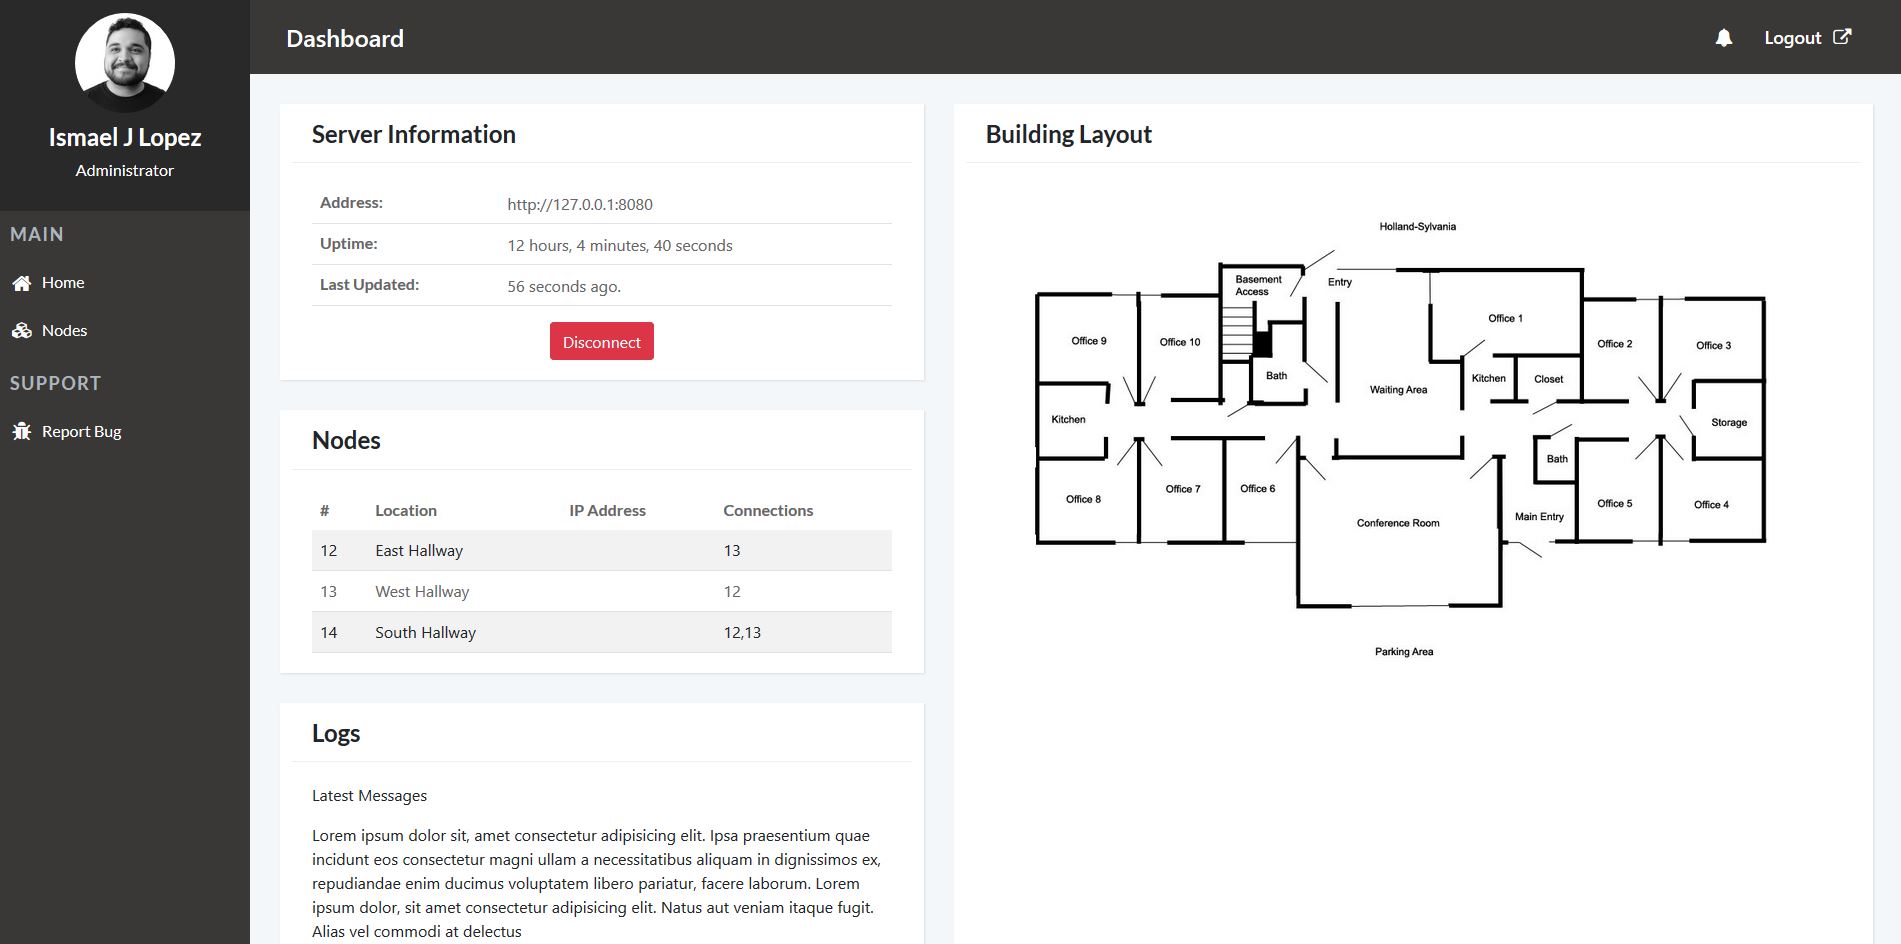 Ismael J Lopez
Administrator
MAIN
Home
Nodes
SUPPORT
Report Bug
Dashboard
Logout
Server Information
Address: http://127.0.0.1:8080
Uptime: 12 hours, 4 minutes, 40 seconds
Last Updated: 56 seconds ago.
Disconnect
Nodes
# Location IP Address Connections
12 East Hallway 13
13 West Hallway 12
14 South Hallway 12,13
Logs
Latest Messages
Lorem ipsum dolor sit, amet consectetur adipisicing elit. Ipsa praesentium quae
incidunt eos consectetur magni ullam a necessitatibus aliquam in dignissimos ex,
repudiandae enim ducimus voluptatem libero pariatur, facere laborum. Lorem
ipsum dolor, sit amet consectetur adipisicing elit. Natus aut veniam itaque fugit.
Alias vel commodi at delectus
Building Layout
Holland-Sylvania
Basement
Access
Entry
Office 1
Office 9
Office 10
Office 2
Office 3
Bath
Kitchen
Closet
Waiting Area
Kitchen
Storage
Bath
Office 8
Office 7
Office 6
Office 5
Office 4
Main Entry
Conference Room
Parking Area